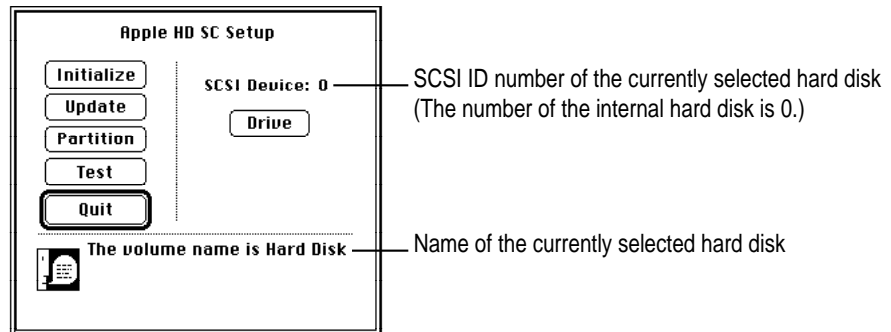 Apple HD SC Setup
Initialize
Update
Partition
Test
Quit
SCSI Device: 0
Drive
The volume name is Hard Disk
SCSI ID number of the currently selected hard disk
(The number of the internal hard disk is 0.)
Name of the currently selected hard disk